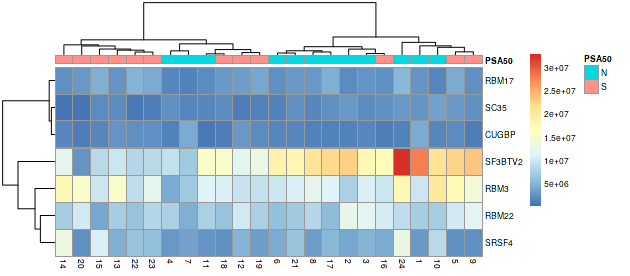 PSA50
RBM17
SC35
CUGBP
SF3BTV2
RBM3
RBM22
SRSF4
14 20 15 13 22 23 4 7 11 18 12 19 6 21 8 17 2 3 16 24 1 10 5 9
3e+07
2.5e+07
2e+07
1.5e+07
1e+07
5e+06
PSA50
N
S